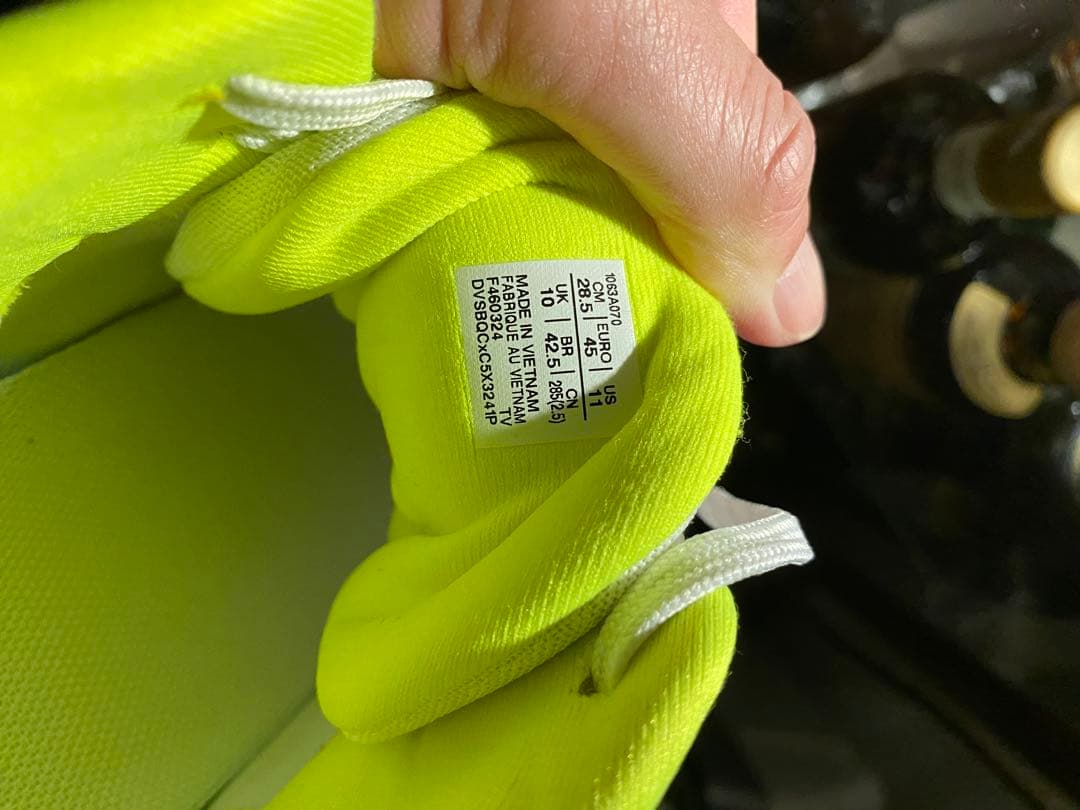 1063A070
CM. | EURO | US
28.5 | 45 | 11
UK | BR | CN
10 | 42.5 | 285(2.5)
MADE IN VIETNAM
FABRIQUE AU VIETNAM
F460324 TV
DVSBQCxC5X3241P